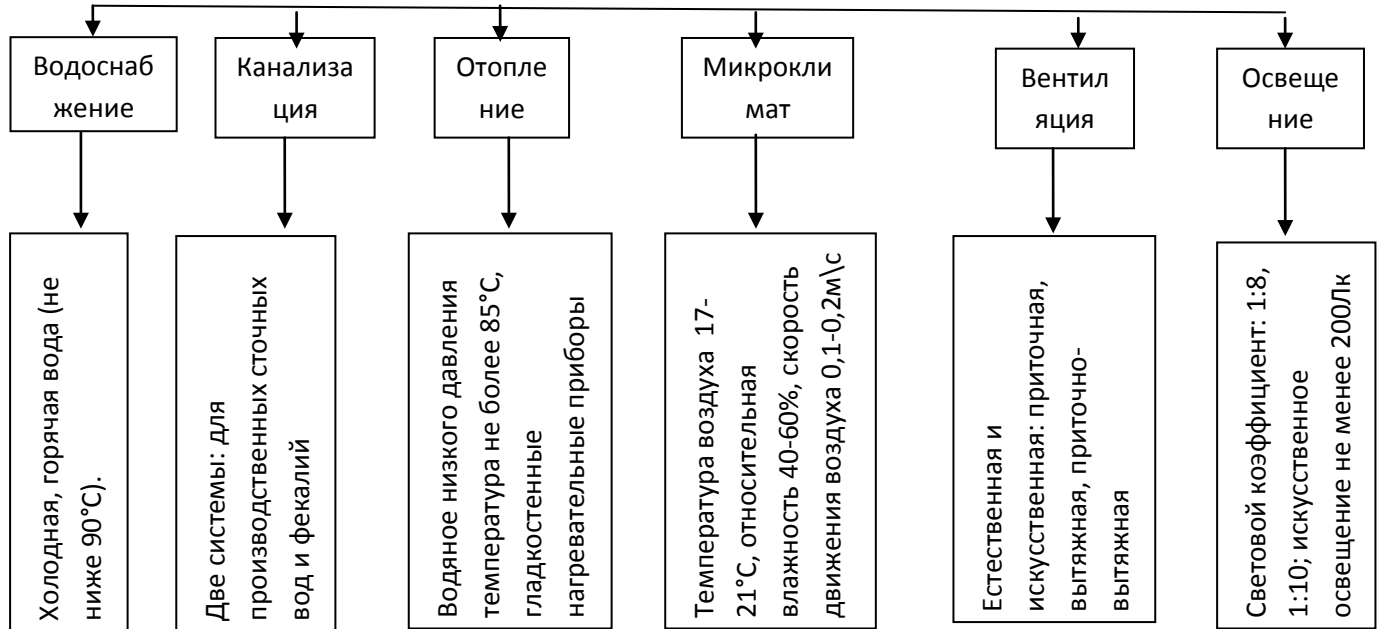 Водоснаб
жение
Канализа
ция
Отопле
ние
Микрокли
мат
Вентил
яция
Освеще
ние
Холодная, горячая вода (не
ниже 90°С).
Две системы: для
производственных сточных
вод и фекалий
Водяное низкого давления
температура не более 85°С,
гладкостенные
нагревательные приборы
Температура воздуха 17-
21°С, относительная
влажность 40-60%, скорость
движения воздуха 0,1-0,2м\с
Естественная и
искусственная: приточная,
вытяжная, приточно-
вытяжная
Световой коэффициент: 1:8,
1:10; искусственное
освещение не менее 200Лк